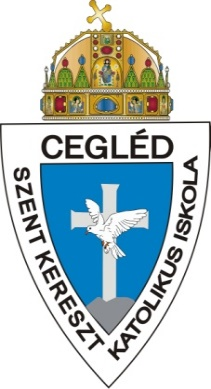 CEGLÉD
SZENT KERESZT
KATOLIKUS ISKOLA